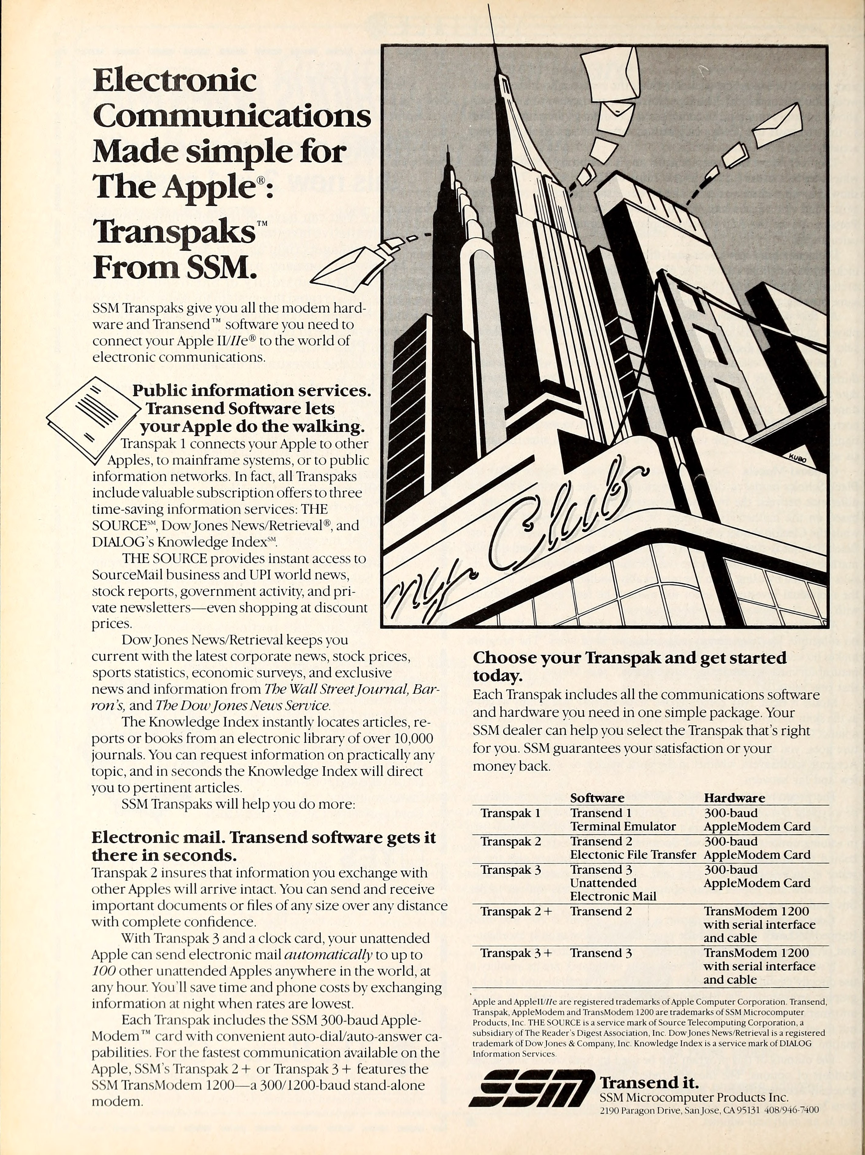 Electronic
Communications
Made simple for
The Apple®:
Transpaks™
From SSM.
SSM Transpaks give you all the modem hard-
ware and Transend™ software you need to
connect your Apple II/IIe® to the world of
electronic communications.
Public information services.
Transend Software lets
your Apple do the walking.
Transpak 1 connects your Apple to other
Apples, to mainframe systems, or to public
information networks. In fact, all Transpaks
include valuable subscription offers to three
time-saving information services: THE
SOURCE℠, Dow Jones News/Retrieval®, and
DIALOG's Knowledge Index℠.
THE SOURCE provides instant access to
SourceMail business and UPI world news,
stock reports, government activity, and pri-
vate newsletters—even shopping at discount
prices.
Dow Jones News/Retrieval keeps you
current with the latest corporate news, stock prices,
sports statistics, economic surveys, and exclusive
news and information from The Wall Street Journal, Bar-
ron's, and The Dow Jones News Service.
The Knowledge Index instantly locates articles, re-
ports or books from an electronic library of over 10,000
journals. You can request information on practically any
topic, and in seconds the Knowledge Index will direct
you to pertinent articles.
SSM Transpaks will help you do more:
Electronic mail. Transend software gets it
there in seconds.
Transpak 2 insures that information you exchange with
other Apples will arrive intact. You can send and receive
important documents or files of any size over any distance
with complete confidence.
With Transpak 3 and a clock card, your unattended
Apple can send electronic mail automatically to up to
100 other unattended Apples anywhere in the world, at
any hour. You'll save time and phone costs by exchanging
information at night when rates are lowest.
Each Transpak includes the SSM 300-baud Apple-
Modem™ card with convenient auto-dial/auto-answer ca-
pabilities. For the fastest communication available on the
Apple, SSM's Transpak 2+ or Transpak 3+ features the
SSM TransModem 1200—a 300/1200-baud stand-alone
modem.
KUBO
ny Club
Choose your Transpak and get started
today.
Each Transpak includes all the communications software
and hardware you need in one simple package. Your
SSM dealer can help you select the Transpak that's right
for you. SSM guarantees your satisfaction or your
money back.
Software Hardware
Transpak 1 Transend 1 300-baud
Terminal Emulator AppleModem Card
Transpak 2 Transend 2 300-baud
Electonic File Transfer AppleModem Card
Transpak 3 Transend 3 300-baud
Unattended AppleModem Card
Electronic Mail
Transpak 2+ Transend 2 TransModem 1200
with serial interface
and cable
Transpak 3+ Transend 3 TransModem 1200
with serial interface
and cable
Apple and AppleII/IIe are registered trademarks of Apple Computer Corporation. Transend,
Transpak, AppleModem and TransModem 1200 are trademarks of SSM Microcomputer
Products, Inc. THE SOURCE is a service mark of Source Telecomputing Corporation, a
subsidiary of The Reader's Digest Association, Inc. Dow Jones News/Retrieval is a registered
trademark of Dow Jones & Company, Inc. Knowledge Index is a service mark of DIALOG
Information Services.
SSM Transend it.
SSM Microcomputer Products Inc.
2190 Paragon Drive, San Jose, CA 95131 408/946-7400